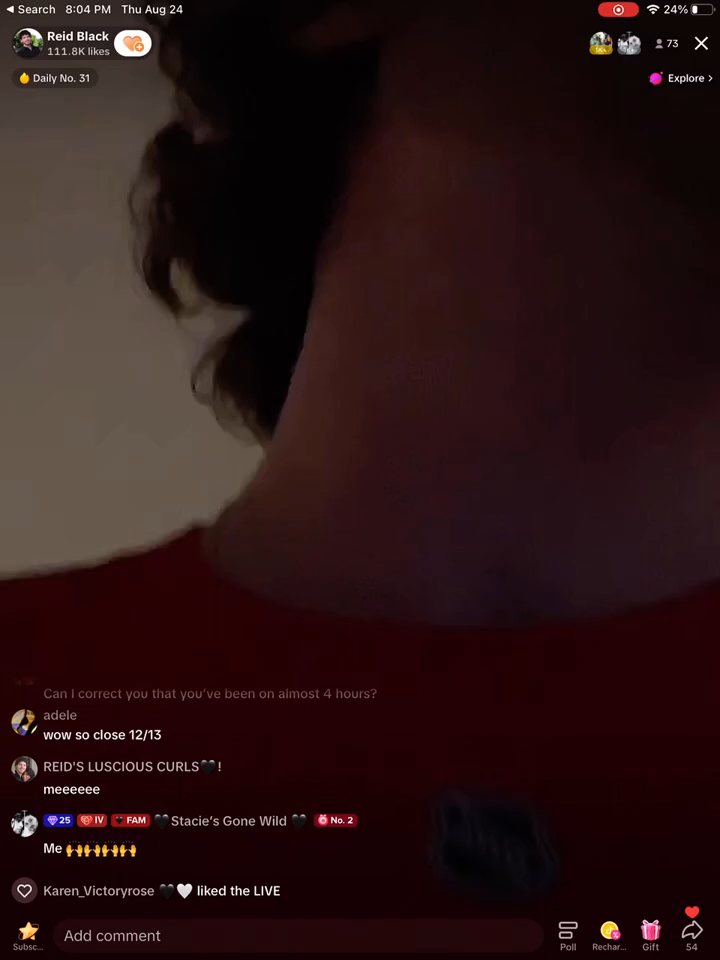 ◀ Search 8:04 PM Thu Aug 24 24%
Reid Black
111.8K likes
73
Daily No. 31
Explore >
Can I correct you that you've been on almost 4 hours?
adele
wow so close 12/13
REID'S LUSCIOUS CURLS🖤!
meeeeee
25 IV FAM 🖤Stacie's Gone Wild 🖤 No. 2
Me 🙌🙌🙌🙌🙌
Karen_Victoryrose 🖤🤍 liked the LIVE
Add comment
Subsc... Poll Rechar... Gift 54